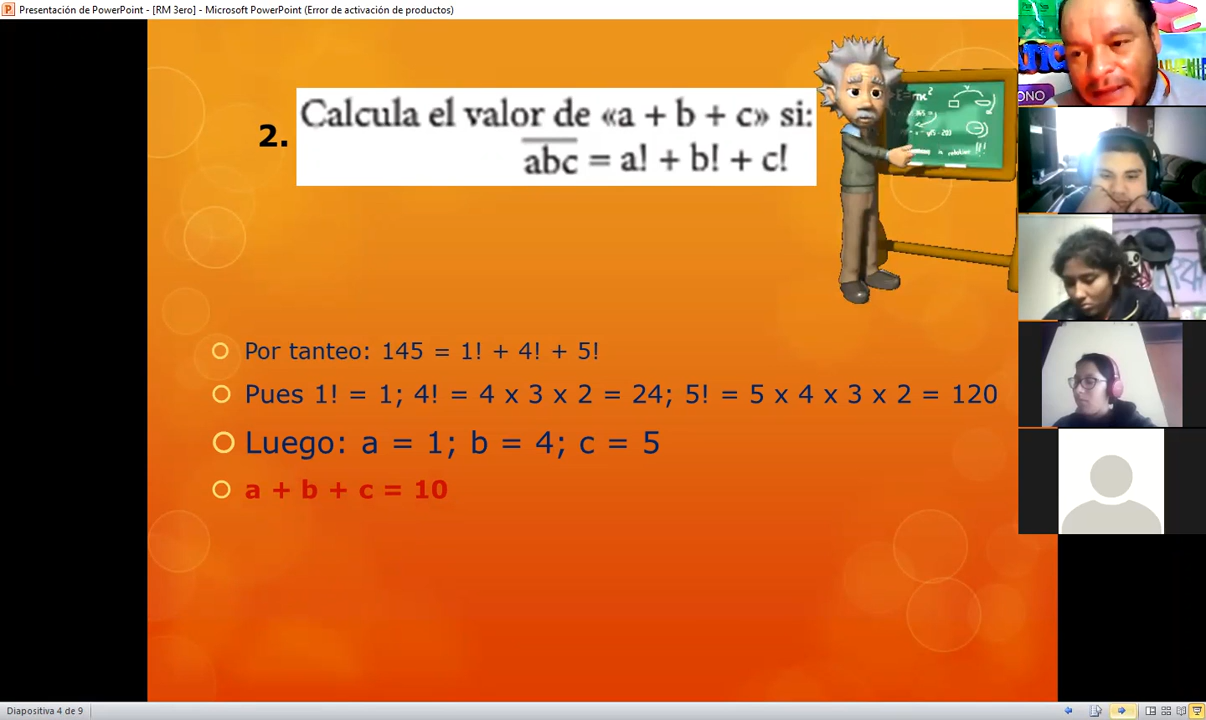 Presentación de PowerPoint - [RM 3ero] - Microsoft PowerPoint (Error de activación de productos)
2.
Calcula el valor de «a + b + c» si:
abc = a! + b! + c!
Por tanteo: 145 = 1! + 4! + 5!
Pues 1! = 1; 4! = 4 x 3 x 2 = 24; 5! = 5 x 4 x 3 x 2 = 120
Luego: a = 1; b = 4; c = 5
a + b + c = 10
Diapositiva 4 de 9